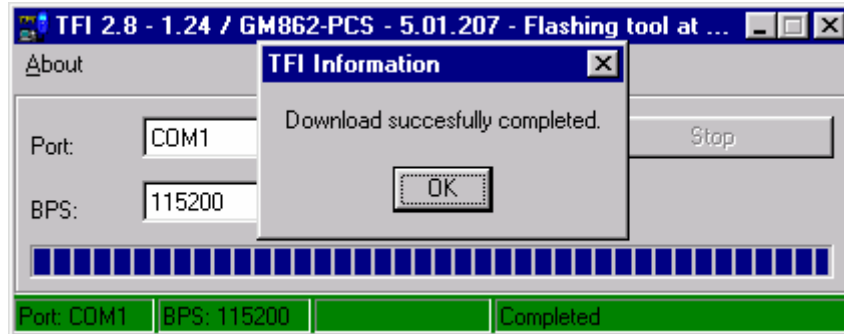 TFI 2.8 - 1.24 / GM862-PCS - 5.01.207 - Flashing tool at ...
About
TFI Information
Download succesfully completed.
OK
Port:
COM1
Stop
BPS:
115200
Port: COM1
BPS: 115200
Completed